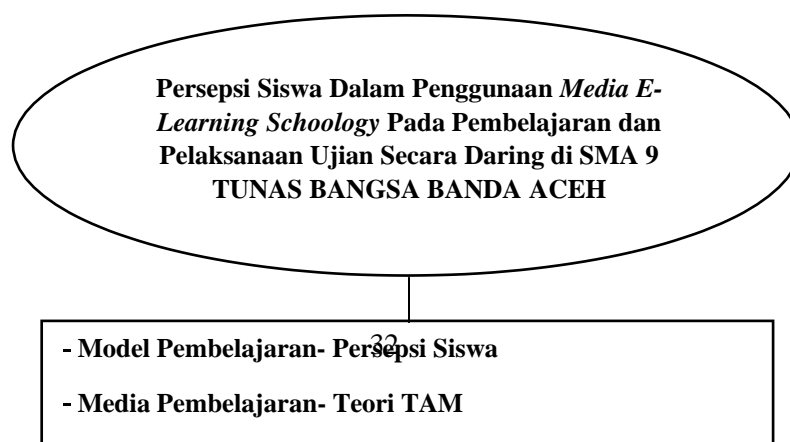 Persepsi Siswa Dalam Penggunaan Media E-
Learning Schoology Pada Pembelajaran dan
Pelaksanaan Ujian Secara Daring di SMA 9
TUNAS BANGSA BANDA ACEH
32
- Model Pembelajaran- Persepsi Siswa
- Media Pembelajaran- Teori TAM